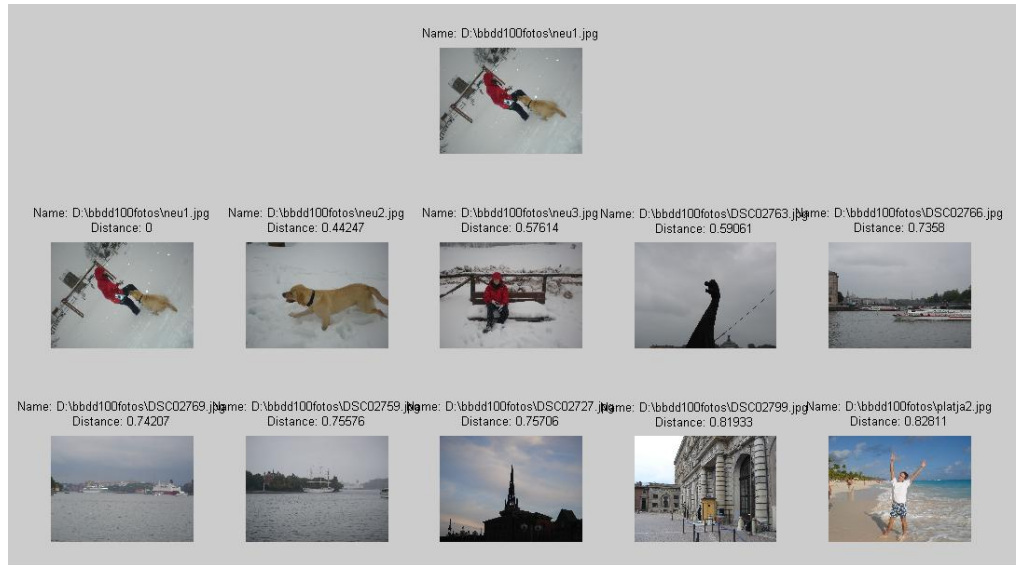 Name: D:\bbdd100fotos\neu1.jpg
Name: D:\bbdd100fotos\neu1.jpg
Distance: 0
Name: D:\bbdd100fotos\neu2.jpg
Distance: 0.44247
Name: D:\bbdd100fotos\neu3.jpg
Distance: 0.57614
Name: D:\bbdd100fotos\DSC02763.jpg
Distance: 0.59061
Name: D:\bbdd100fotos\DSC02766.jpg
Distance: 0.7358
Name: D:\bbdd100fotos\DSC02769.jpg
Distance: 0.74207
Name: D:\bbdd100fotos\DSC02759.jpg
Distance: 0.75576
Name: D:\bbdd100fotos\DSC02727.jpg
Distance: 0.75706
Name: D:\bbdd100fotos\DSC02799.jpg
Distance: 0.81933
Name: D:\bbdd100fotos\platja2.jpg
Distance: 0.82811